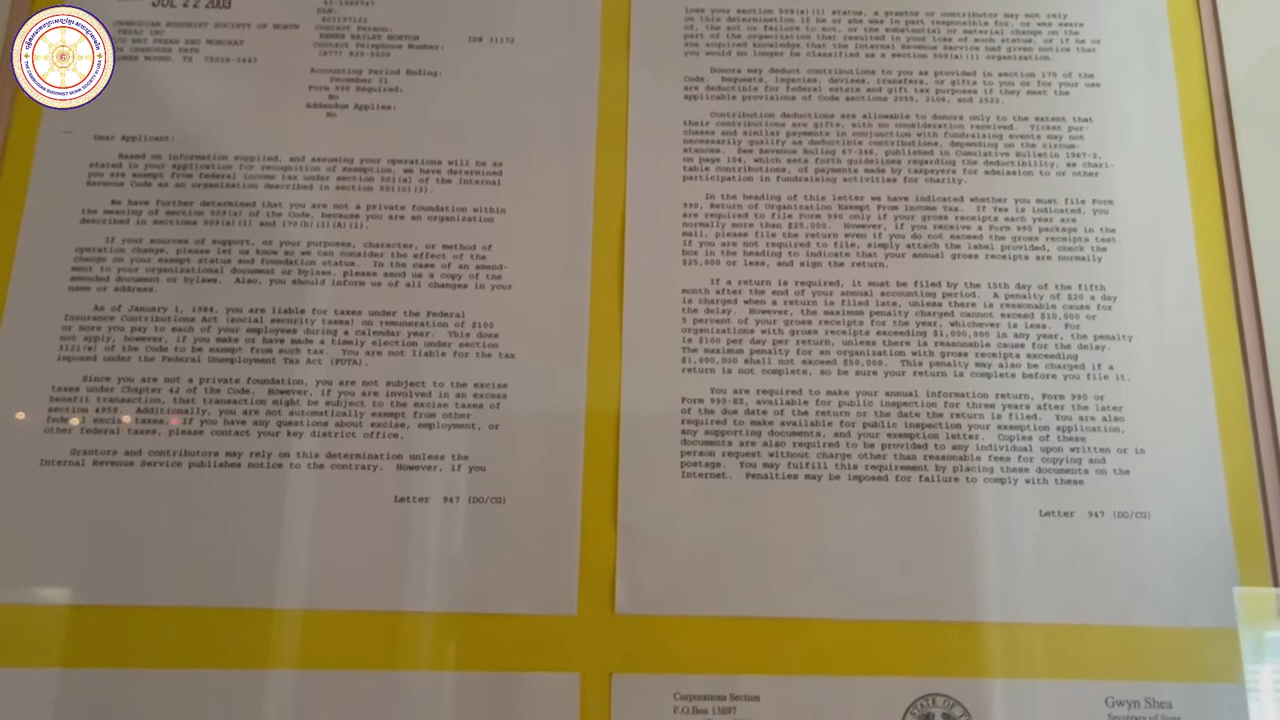 JUL 22 2003
CAMBODIAN BUDDHIST SOCIETY OF NORTH
TEXAS INC
Contact Person:
RENEE RAILEY NORTON
ID# 31172
Contact Telephone Number:
(877) 829-5500
Accounting Period Ending:
December 31
Form 990 Required:
No
Addendum Applies:
No
Dear Applicant:
Based on information supplied, and assuming your operations will be as
stated in your application for recognition of exemption, we have determined
you are exempt from federal income tax under section 501(a) of the Internal
Revenue Code as an organization described in section 501(c)(3).
We have further determined that you are not a private foundation within
the meaning of section 509(a) of the Code, because you are an organization
described in sections 509(a)(1) and 170(b)(1)(A)(i).
If your sources of support, or your purposes, character, or method of
operation change, please let us know so we can consider the effect of the
change on your exempt status and foundation status. In the case of an amend-
ment to your organizational document or bylaws, please send us a copy of the
amended document or bylaws. Also, you should inform us of all changes in your
name or address.
As of January 1, 1984, you are liable for taxes under the Federal
Insurance Contributions Act (social security taxes) on remuneration of $100
or more you pay to each of your employees during a calendar year. This does
not apply, however, if you make or have made a timely election under section
3121(w) of the Code to be exempt from such tax. You are not liable for the tax
imposed under the Federal Unemployment Tax Act (FUTA).
Since you are not a private foundation, you are not subject to the excise
taxes under Chapter 42 of the Code. However, if you are involved in an excess
benefit transaction, that transaction might be subject to the excise taxes of
section 4958. Additionally, you are not automatically exempt from other
federal excise taxes. If you have any questions about excise, employment, or
other federal taxes, please contact your key district office.
Grantors and contributors may rely on this determination unless the
Internal Revenue Service publishes notice to the contrary. However, if you
Letter 947 (DO/CG)
lose your section 509(a)(1) status, a grantor or contributor may not rely
on this determination if he or she was in part responsible for, or was aware
of, the act or failure to act, or the substantial or material change on the
part of the organization that resulted in your loss of such status, or if he or
she acquired knowledge that the Internal Revenue Service had given notice that
you would no longer be classified as a section 509(a)(1) organization.
Donors may deduct contributions to you as provided in section 170 of the
Code. Bequests, legacies, devises, transfers, or gifts to you or for your use
are deductible for federal estate and gift tax purposes if they meet the
applicable provisions of Code sections 2055, 2106, and 2522.
Contribution deductions are allowable to donors only to the extent that
their contributions are gifts, with no consideration received. Ticket pur-
chases and similar payments in conjunction with fundraising events may not
necessarily qualify as deductible contributions, depending on the circum-
stances. See Revenue Ruling 67-246, published in Cumulative Bulletin 1967-2,
on page 104, which sets forth guidelines regarding the deductibility, as chari-
table contributions, of payments made by taxpayers for admission to or other
participation in fundraising activities for charity.
In the heading of this letter we have indicated whether you must file Form
990, Return of Organization Exempt From Income Tax. If Yes is indicated, you
are required to file Form 990 only if your gross receipts each year are
normally more than $25,000. However, if you receive a Form 990 package in the
mail, please file the return even if you do not exceed the gross receipts test.
If you are not required to file, simply attach the label provided, check the
box in the heading to indicate that your annual gross receipts are normally
$25,000 or less, and sign the return.
If a return is required, it must be filed by the 15th day of the fifth
month after the end of your annual accounting period. A penalty of $20 a day
is charged when a return is filed late, unless there is reasonable cause for
the delay. However, the maximum penalty charged cannot exceed $10,000 or
5 percent of your gross receipts for the year, whichever is less. For
organizations with gross receipts exceeding $1,000,000 in any year, the penalty
is $100 per day per return, unless there is reasonable cause for the delay.
The maximum penalty for an organization with gross receipts exceeding
$1,000,000 shall not exceed $50,000. This penalty may also be charged if a
return is not complete, so be sure your return is complete before you file it.
You are required to make your annual information return, Form 990 or
Form 990-EZ, available for public inspection for three years after the later
of the due date of the return or the date the return is filed. You are also
required to make available for public inspection your exemption application,
any supporting documents, and your exemption letter. Copies of these
documents are also required to be provided to any individual upon written or in
person request without charge other than reasonable fees for copying and
postage. You may fulfill this requirement by placing these documents on the
Internet. Penalties may be imposed for failure to comply with these
Letter 947 (DO/CG)
Corporations Section
P.O.Box 13697
STATE OF
Gwyn Shea
Secretary of State